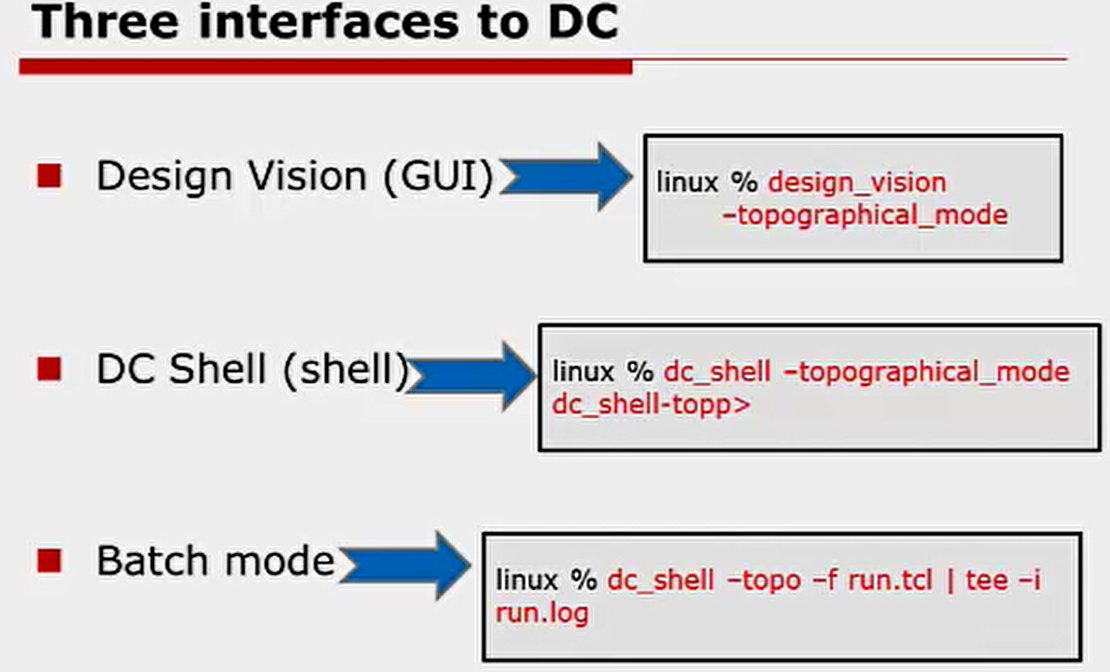 Three interfaces to DC
Design Vision (GUI)
linux % design_vision
–topographical_mode
DC Shell (shell)
linux % dc_shell –topographical_mode
dc_shell-topp>
Batch mode
linux % dc_shell –topo –f run.tcl | tee –i
run.log